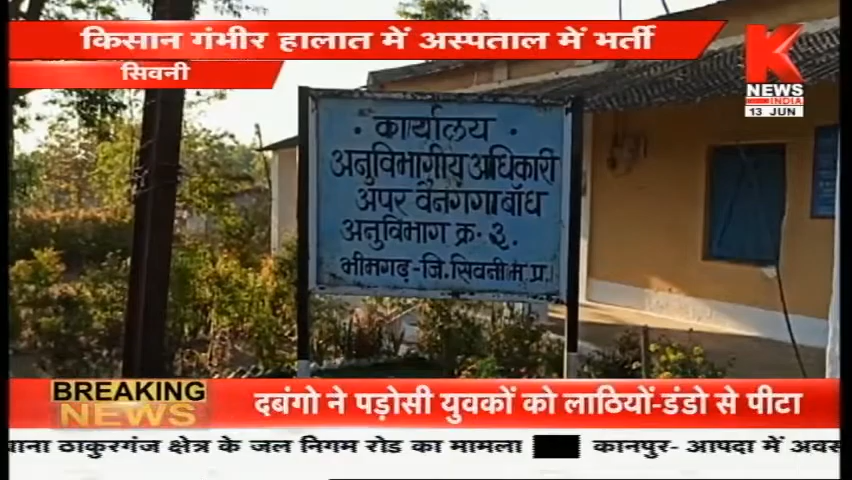 किसान गंभीर हालात में अस्पताल में भर्ती
सिवनी
K
NEWS
INDIA
13 JUN
कार्यालय
अनुविभागीय अधिकारी
अपर वैनगंगा बाँध
अनुविभाग क्र. ३.
भीमगढ़-जि.सिवनी म.प्र.
BREAKING
NEWS
दबंगो ने पड़ोसी युवकों को लाठियों-डंडो से पीटा
थाना ठाकुरगंज क्षेत्र के जल निगम रोड का मामला
कानपुर- आपदा में अवस